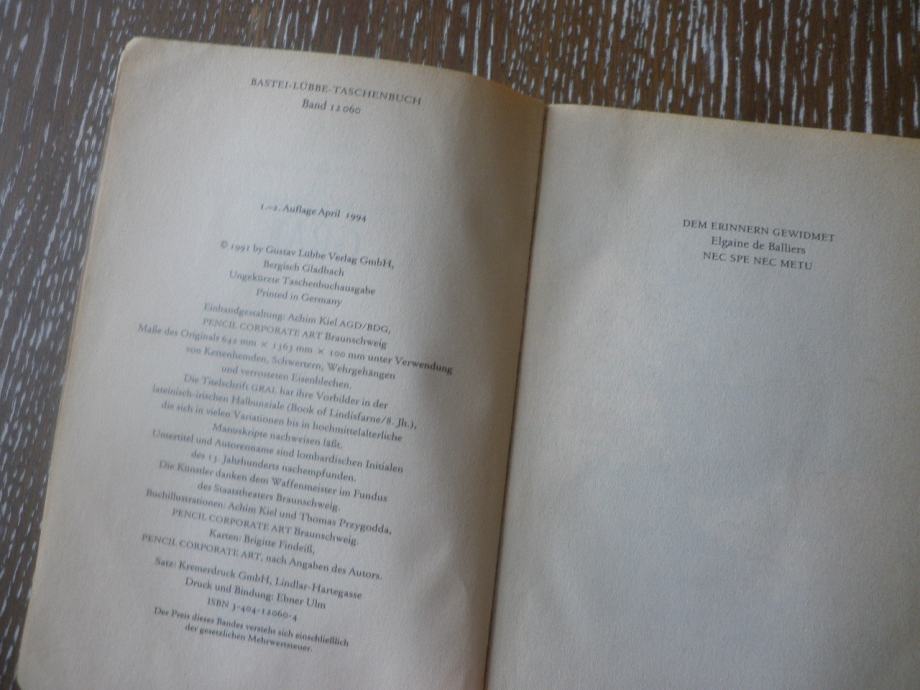 BASTEI-LÜBBE-TASCHENBUCH
Band 12060
1.–2. Auflage April 1994
© 1991 by Gustav Lübbe Verlag GmbH,
Bergisch Gladbach
Ungekürzte Taschenbuchausgabe
Printed in Germany
Einbandgestaltung: Achim Kiel AGD/BDG,
PENCIL CORPORATE ART Braunschweig
Maße des Originals 642 mm × 1363 mm × 100 mm unter Verwendung
von Kettenhemden, Schwertern, Wehrgehängen
und verrosteten Eisenblechen.
Die Titelschrift GRAL hat ihre Vorbilder in der
lateinisch-irischen Halbunziale (Book of Lindisfarne/8. Jh.),
die sich in vielen Variationen bis in hochmittelalterliche
Manuskripte nachweisen läßt.
Untertitel und Autorenname sind lombardischen Initialen
des 13. Jahrhunderts nachempfunden.
Die Künstler danken dem Waffenmeister im Fundus
des Staatstheaters Braunschweig.
Buchillustrationen: Achim Kiel und Thomas Przygodda,
PENCIL CORPORATE ART Braunschweig.
Karten: Brigitte Findeiß,
PENCIL CORPORATE ART, nach Angaben des Autors.
Satz: Kremerdruck GmbH, Lindlar-Hartegasse
Druck und Bindung: Ebner Ulm
ISBN 3-404-12060-4
Der Preis dieses Bandes versteht sich einschließlich
der gesetzlichen Mehrwertsteuer.
DEM ERINNERN GEWIDMET
Elgaine de Balliers
NEC SPE NEC METU